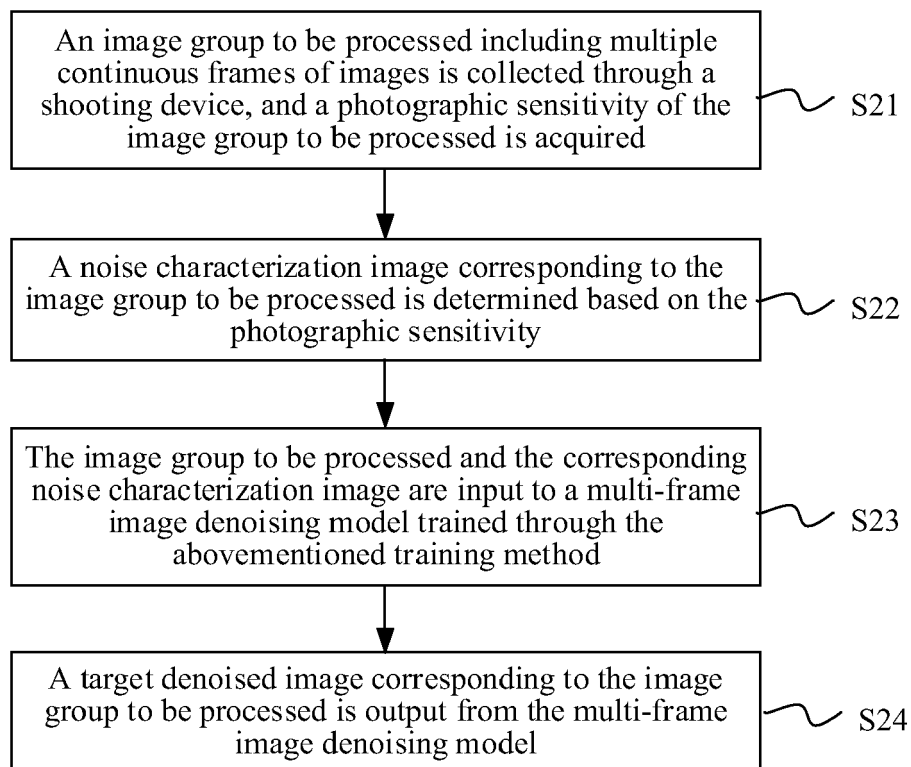 An image group to be processed including multiple
continuous frames of images is collected through a
shooting device, and a photographic sensitivity of the
image group to be processed is acquired
S21
A noise characterization image corresponding to the
image group to be processed is determined based on the
photographic sensitivity
S22
The image group to be processed and the corresponding
noise characterization image are input to a multi-frame
image denoising model trained through the
abovementioned training method
S23
A target denoised image corresponding to the image
group to be processed is output from the multi-frame
image denoising model
S24